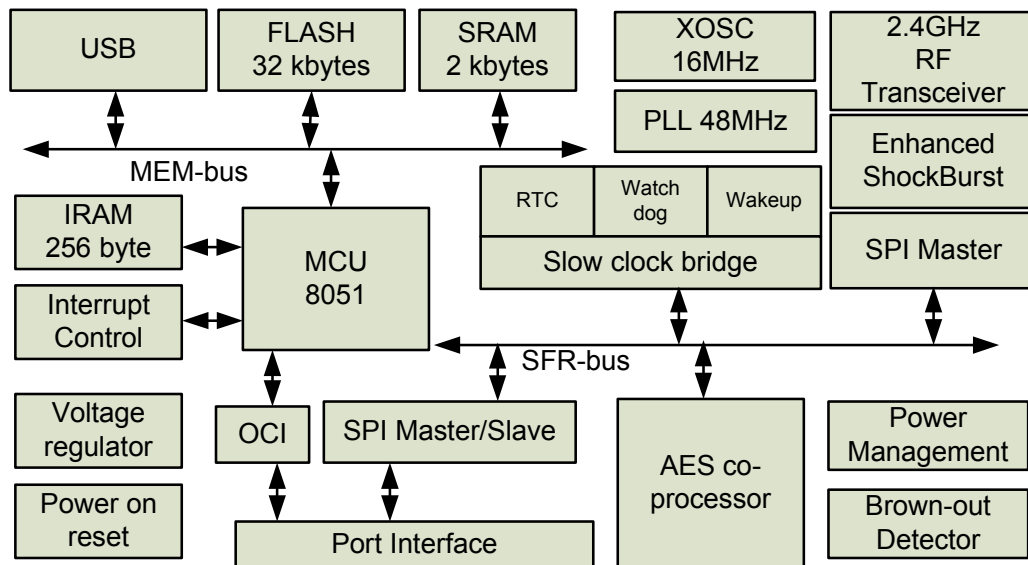 USB
FLASH
32 kbytes
SRAM
2 kbytes
XOSC
16MHz
2.4GHz
RF
Transceiver
PLL 48MHz
MEM-bus
Enhanced
ShockBurst
RTC
Watch
dog
Wakeup
IRAM
256 byte
MCU
8051
Slow clock bridge
SPI Master
Interrupt
Control
SFR-bus
Voltage
regulator
OCI
SPI Master/Slave
AES co-
processor
Power
Management
Power on
reset
Port Interface
Brown-out
Detector